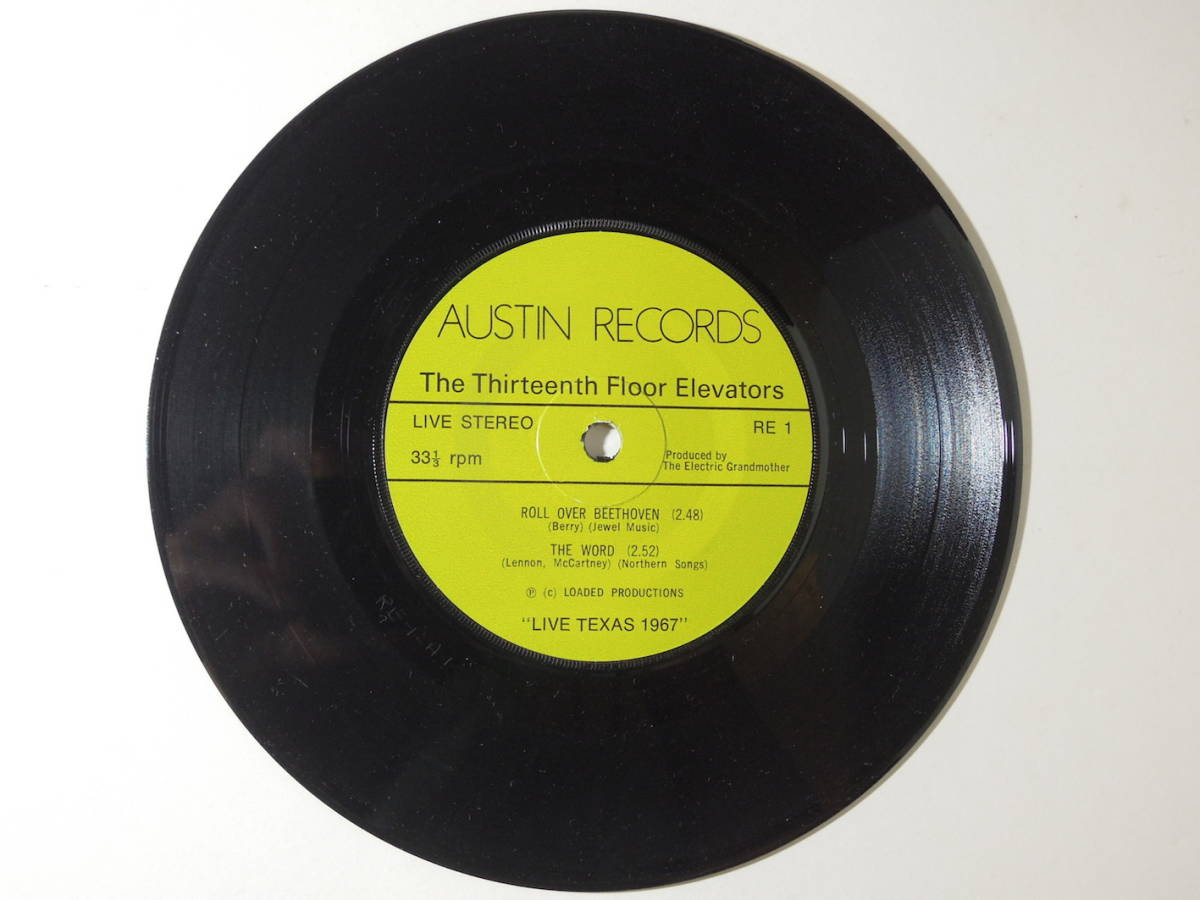 AUSTIN RECORDS
The Thirteenth Floor Elevators
LIVE STEREO RE 1
33⅓ rpm
Produced by
The Electric Grandmother
ROLL OVER BEETHOVEN (2.48)
(Berry) (Jewel Music)
THE WORD (2.52)
(Lennon, McCartney) (Northern Songs)
℗ (c) LOADED PRODUCTIONS
"LIVE TEXAS 1967"